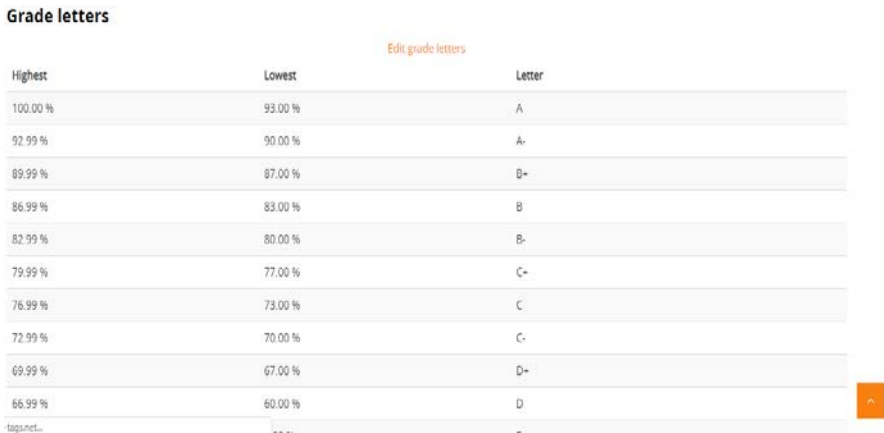 Grade letters
Edit grade letters
Highest Lowest Letter
100.00 % 93.00 % A
92.99 % 90.00 % A-
89.99 % 87.00 % B+
86.99 % 83.00 % B
82.99 % 80.00 % B-
79.99 % 77.00 % C+
76.99 % 73.00 % C
72.99 % 70.00 % C-
69.99 % 67.00 % D+
66.99 % 60.00 % D
-tags.net...